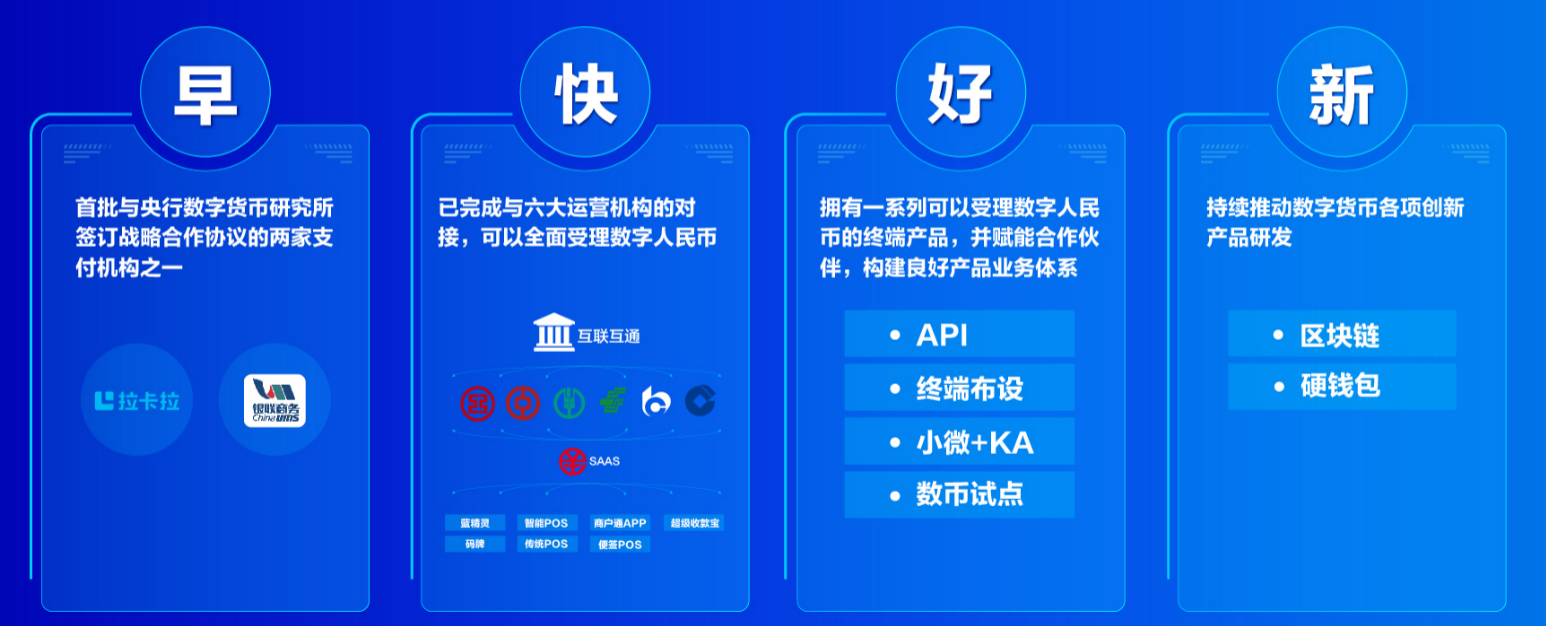 早
首批与央行数字货币研究所
签订战略合作协议的两家支
付机构之一
拉卡拉
银联商务
China ums
快
已完成与六大运营机构的对
接，可以全面受理数字人民币
互联互通
SAAS
蓝精灵
智能POS
商户通APP
超级收款宝
码牌
传统POS
便签POS
好
拥有一系列可以受理数字人民
币的终端产品，并赋能合作伙
伴，构建良好产品业务体系
• API
• 终端布设
• 小微+KA
• 数币试点
新
持续推动数字货币各项创新
产品研发
• 区块链
• 硬钱包